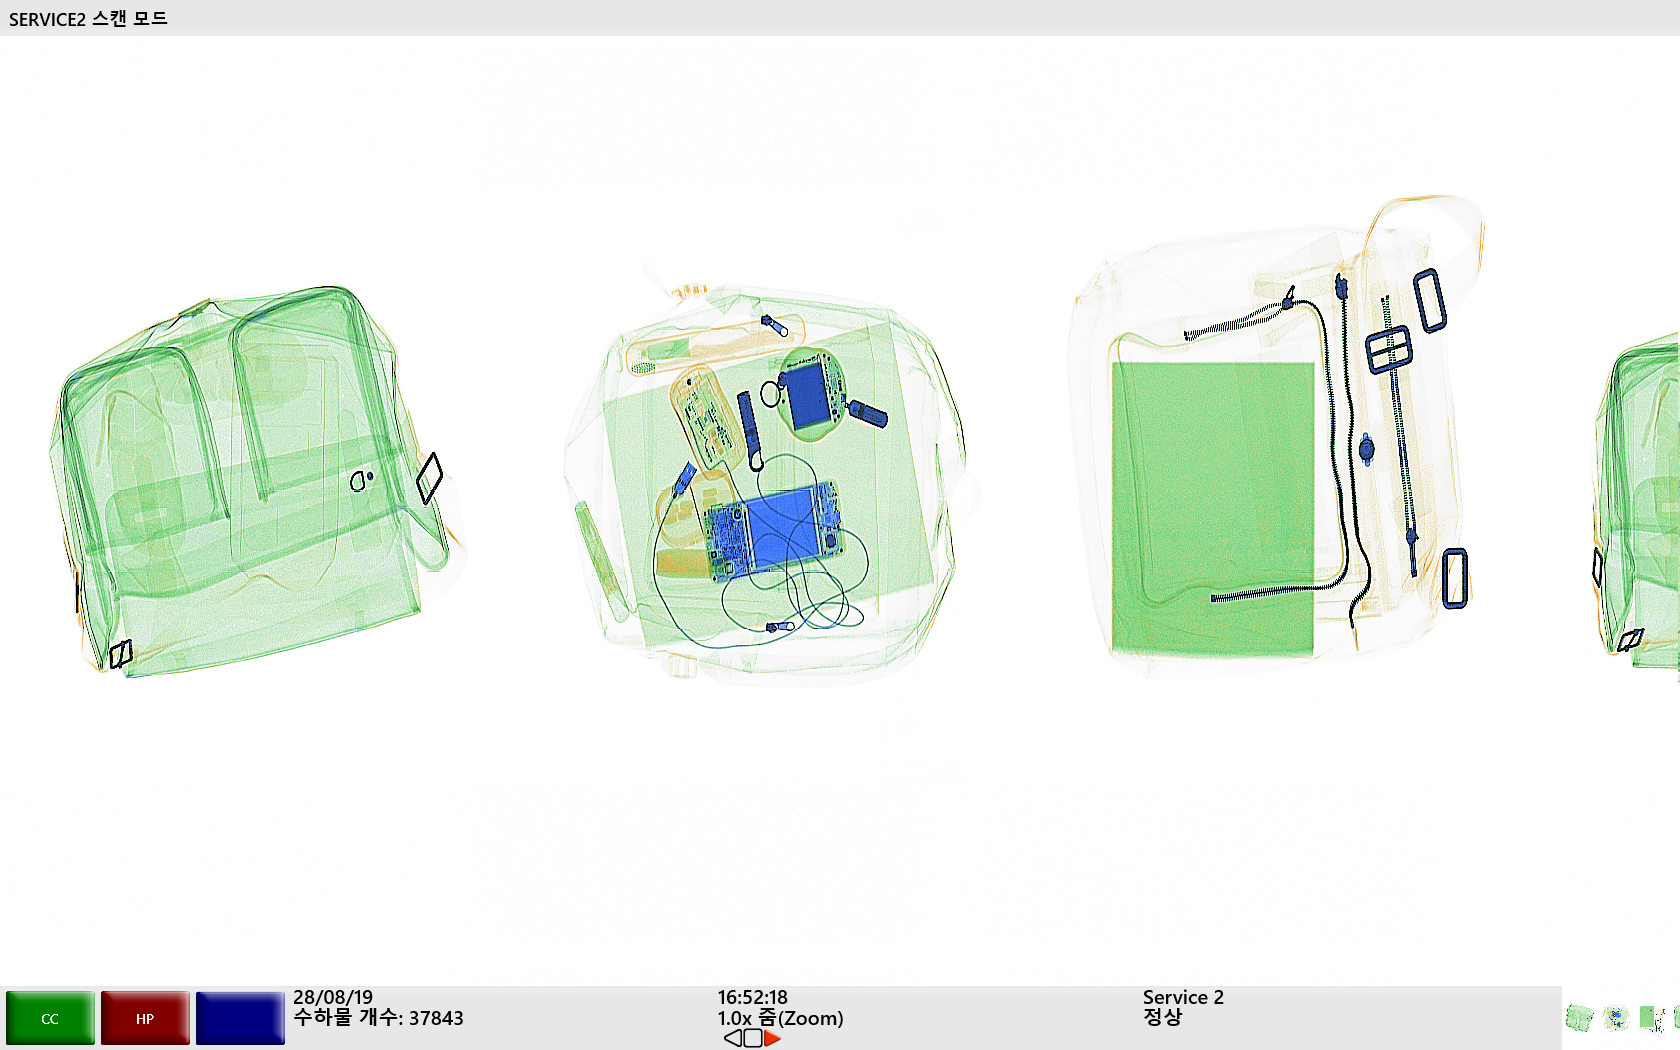 SERVICE2 스캔 모드
CC
HP
28/08/19
수하물 개수: 37843
16:52:18
1.0x 줌(Zoom)
Service 2
정상